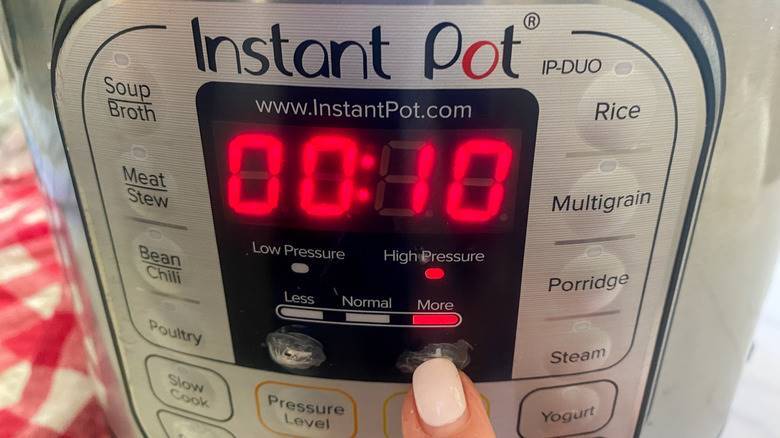 Instant Pot®
IP-DUO
www.InstantPot.com
00:10
Low Pressure
High Pressure
Less
Normal
More
Soup
Broth
Meat
Stew
Bean
Chili
Poultry
Slow
Cook
Rice
Multigrain
Porridge
Steam
Yogurt
Pressure
Level